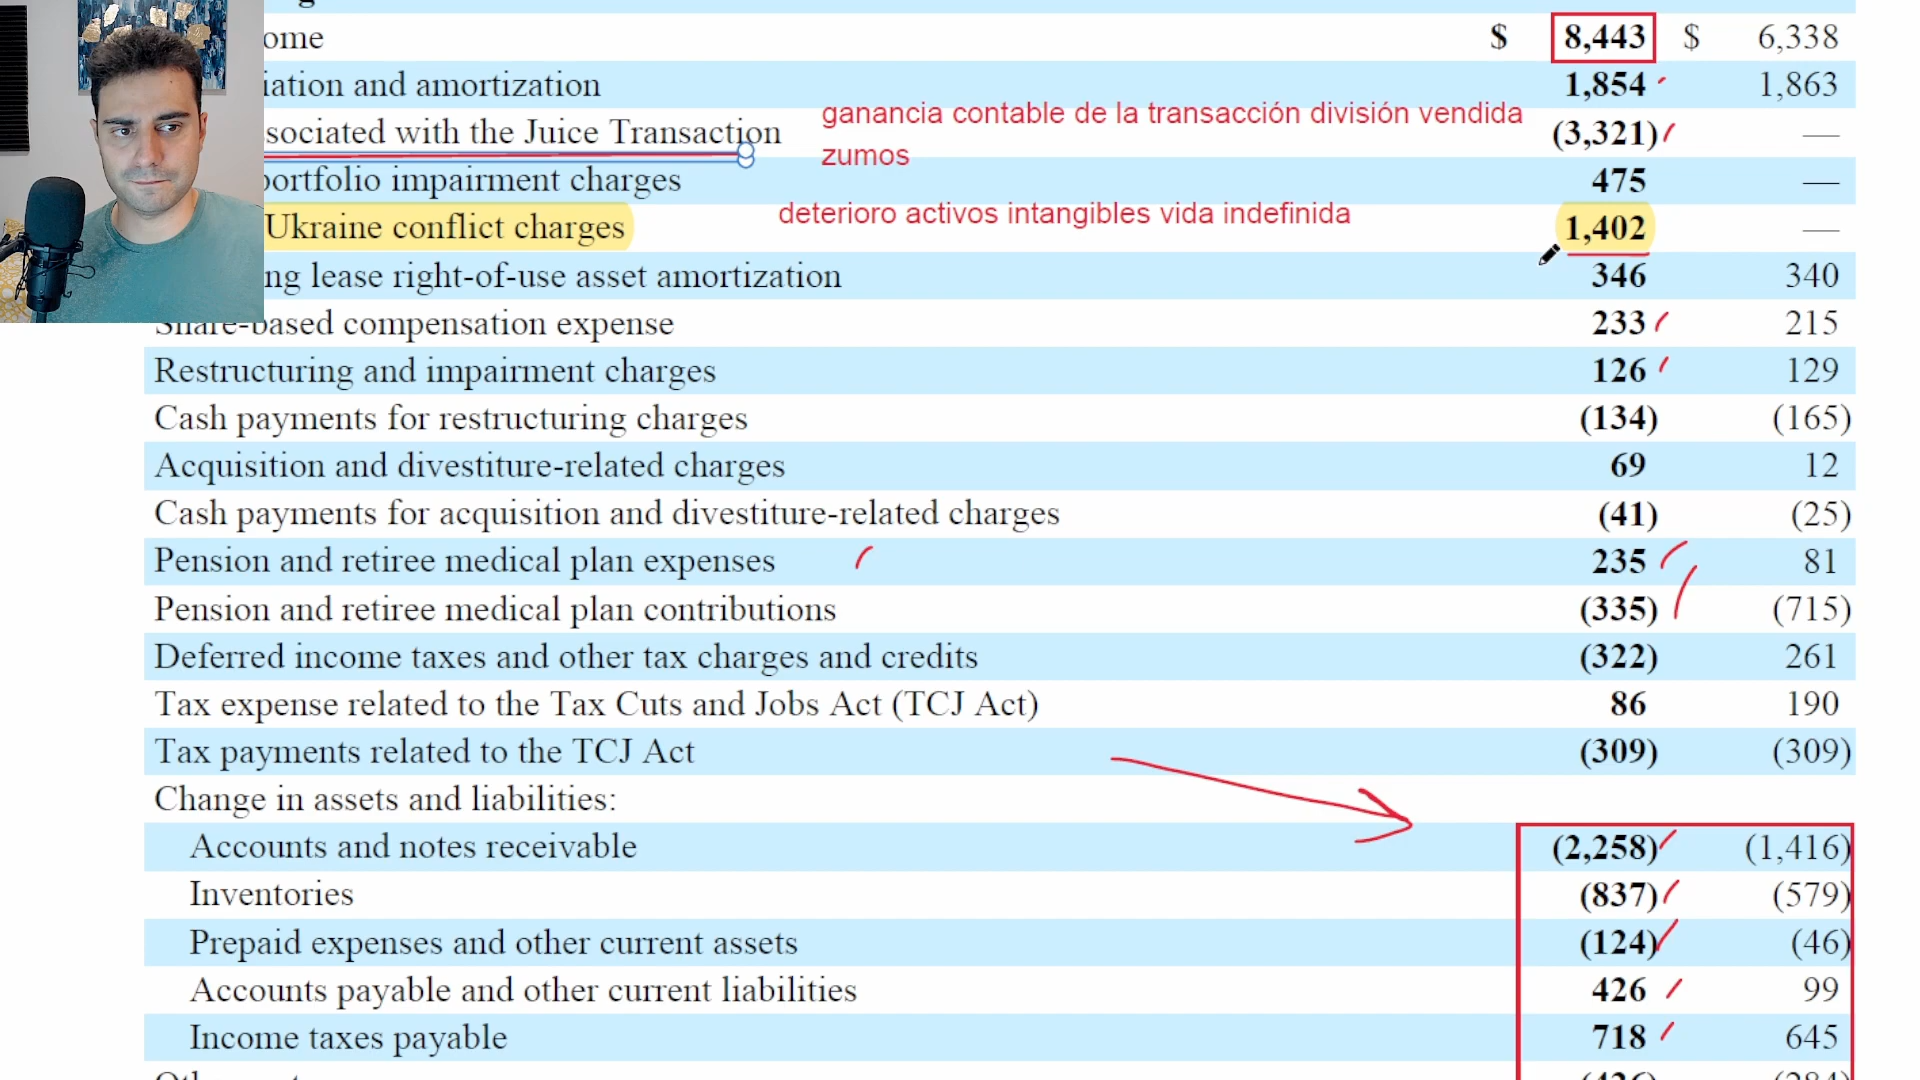 ome $ 8,443 $ 6,338
iation and amortization 1,854 1,863
ganancia contable de la transacción división vendida
sociated with the Juice Transaction (3,321) —
zumos
portfolio impairment charges 475 —
deterioro activos intangibles vida indefinida
Ukraine conflict charges 1,402 —
ng lease right-of-use asset amortization 346 340
Share-based compensation expense 233 215
Restructuring and impairment charges 126 129
Cash payments for restructuring charges (134) (165)
Acquisition and divestiture-related charges 69 12
Cash payments for acquisition and divestiture-related charges (41) (25)
Pension and retiree medical plan expenses 235 81
Pension and retiree medical plan contributions (335) (715)
Deferred income taxes and other tax charges and credits (322) 261
Tax expense related to the Tax Cuts and Jobs Act (TCJ Act) 86 190
Tax payments related to the TCJ Act (309) (309)
Change in assets and liabilities:
Accounts and notes receivable (2,258) (1,416)
Inventories (837) (579)
Prepaid expenses and other current assets (124) (46)
Accounts payable and other current liabilities 426 99
Income taxes payable 718 645